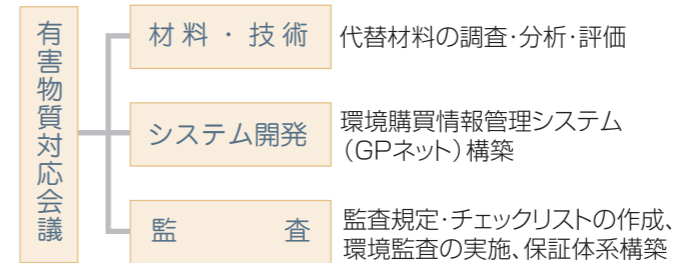 有害物質対応会議
材料・技術
代替材料の調査・分析・評価
システム開発
環境購買情報管理システム
（GPネット）構築
監査
監査規定・チェックリストの作成、
環境監査の実施、保証体系構築